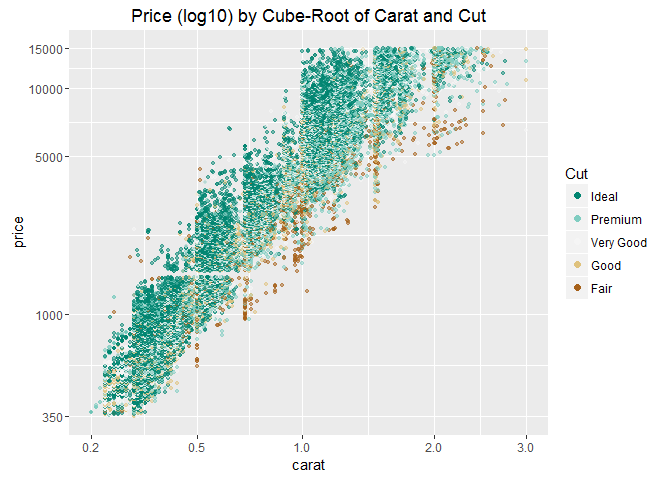 Price (log10) by Cube-Root of Carat and Cut
15000
10000
5000
1000
350
price
0.2
0.5
1.0
2.0
3.0
carat
Cut
Ideal
Premium
Very Good
Good
Fair